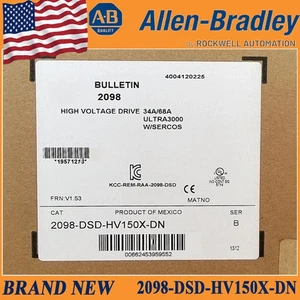 AB
Allen-Bradley
by ROCKWELL AUTOMATION
BULLETIN
2098
4004120225
HIGH VOLTAGE DRIVE 34A/68A
ULTRA3000
W/SERCOS
KCC-REM-RAA-2098-DSD
FRN:V1.53
MATNO
CAT
PRODUCT OF MEXICO
SER
2098-DSD-HV150X-DN
B
1312
00662453959552
BRAND NEW
2098-DSD-HV150X-DN